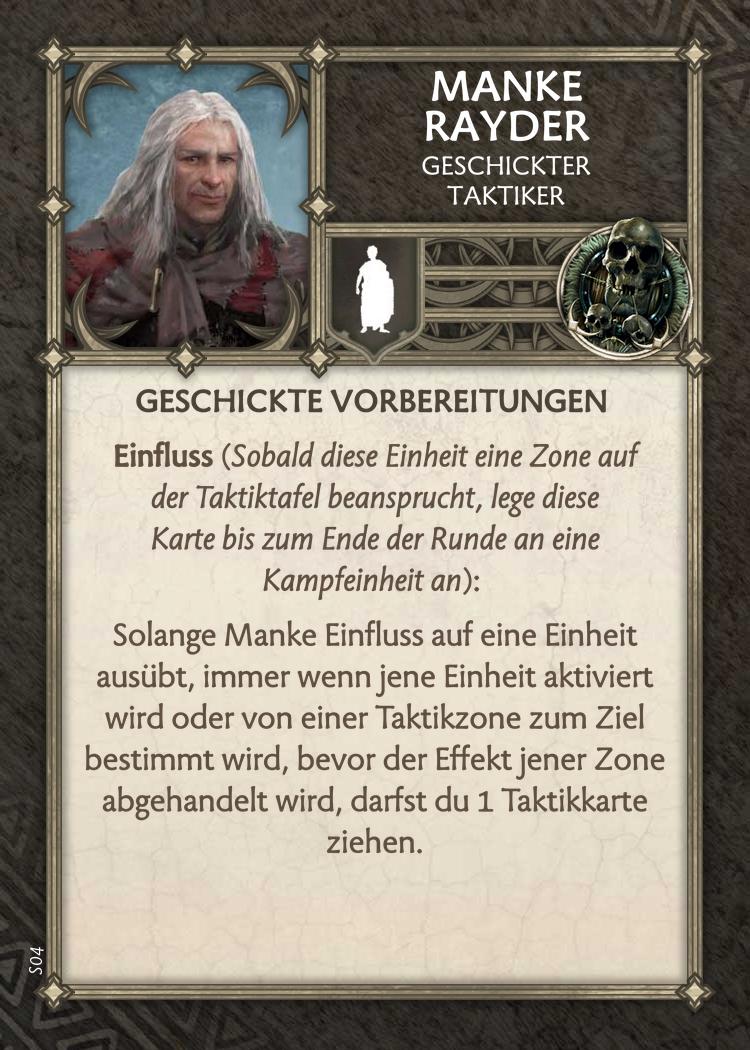 MANKE
RAYDER
GESCHICKTER
TAKTIKER
GESCHICKTE VORBEREITUNGEN
Einfluss (Sobald diese Einheit eine Zone auf
der Taktiktafel beansprucht, lege diese
Karte bis zum Ende der Runde an eine
Kampfeinheit an):
Solange Manke Einfluss auf eine Einheit
ausübt, immer wenn jene Einheit aktiviert
wird oder von einer Taktikzone zum Ziel
bestimmt wird, bevor der Effekt jener Zone
abgehandelt wird, darfst du 1 Taktikkarte
ziehen.
S04